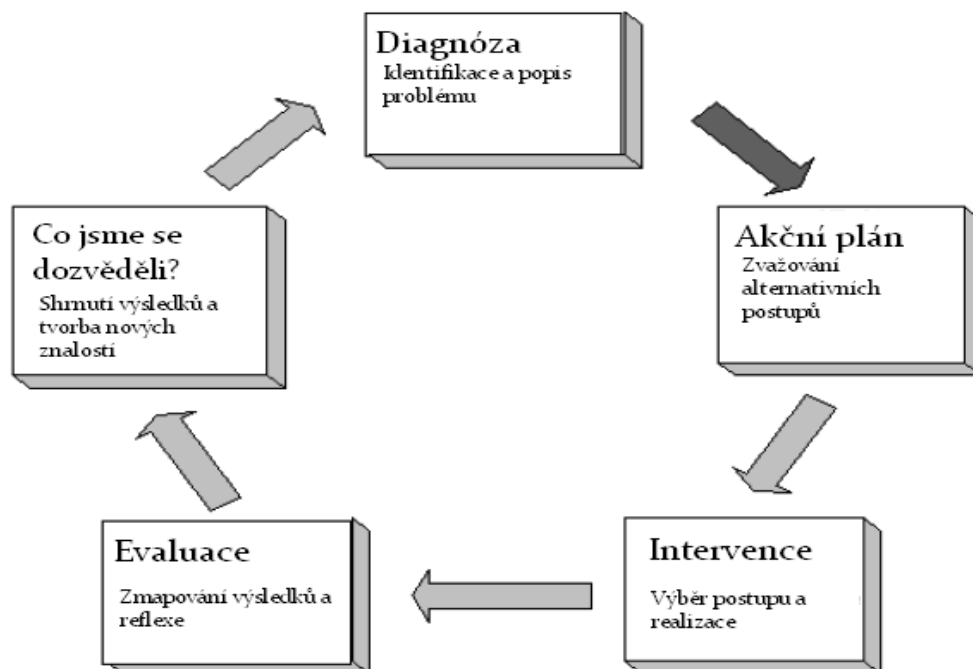 Diagnóza
Identifikace a popis
problému
Akční plán
Zvažování
alternativních
postupů
Intervence
Výběr postupu a
realizace
Evaluace
Zmapování výsledků a
reflexe
Co jsme se
dozvěděli?
Shrnutí výsledků a
tvorba nových
znalostí